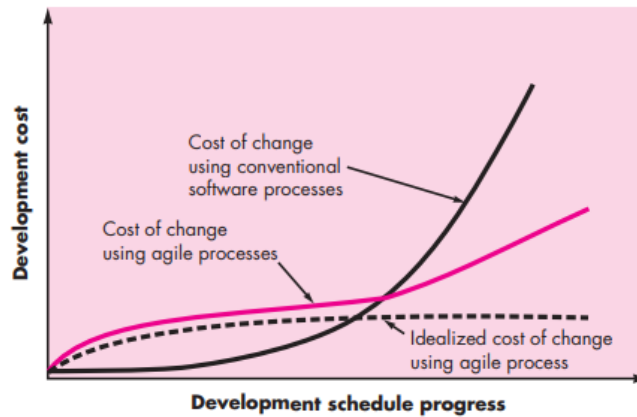 Development cost
Cost of change
using conventional
software processes
Cost of change
using agile processes
Idealized cost of change
using agile process
Development schedule progress